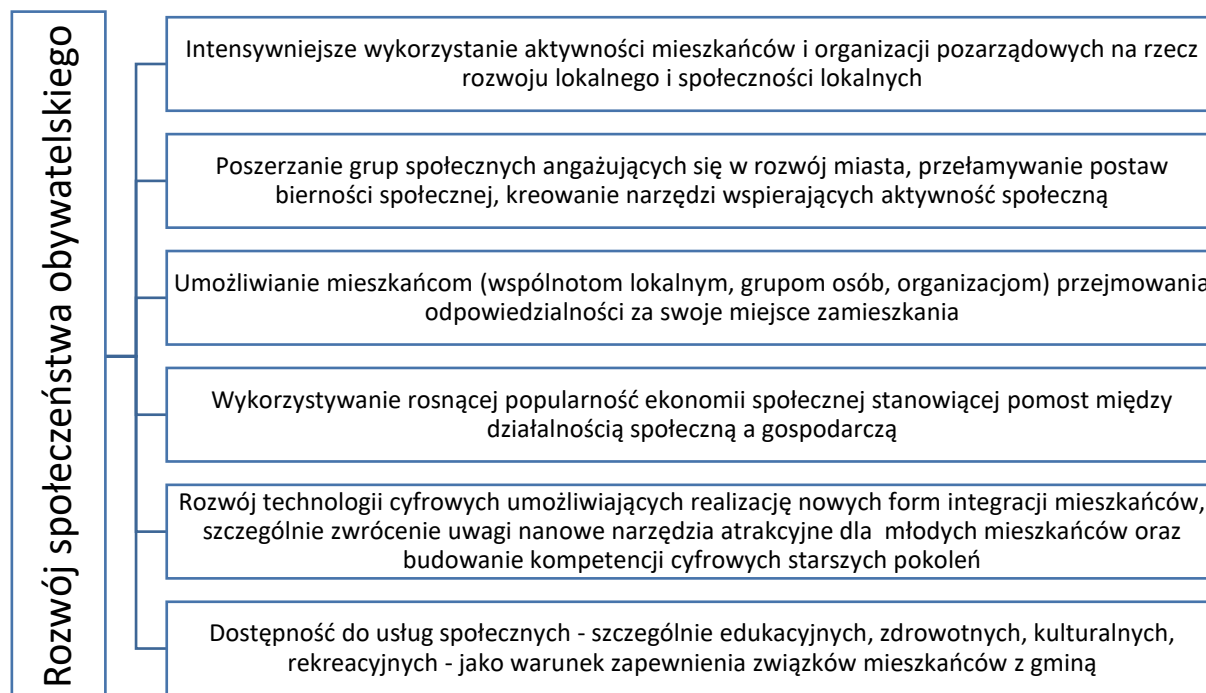 Rozwój społeczeństwa obywatelskiego
Intensywniejsze wykorzystanie aktywności mieszkańców i organizacji pozarządowych na rzecz
rozwoju lokalnego i społeczności lokalnych
Poszerzanie grup społecznych angażujących się w rozwój miasta, przełamywanie postaw
bierności społecznej, kreowanie narzędzi wspierających aktywność społeczną
Umożliwianie mieszkańcom (wspólnotom lokalnym, grupom osób, organizacjom) przejmowania
odpowiedzialności za swoje miejsce zamieszkania
Wykorzystywanie rosnącej popularność ekonomii społecznej stanowiącej pomost między
działalnością społeczną a gospodarczą
Rozwój technologii cyfrowych umożliwiających realizację nowych form integracji mieszkańców,
szczególnie zwrócenie uwagi nanowe narzędzia atrakcyjne dla  młodych mieszkańców oraz
budowanie kompetencji cyfrowych starszych pokoleń
Dostępność do usług społecznych - szczególnie edukacyjnych, zdrowotnych, kulturalnych,
rekreacyjnych - jako warunek zapewnienia związków mieszkańców z gminą